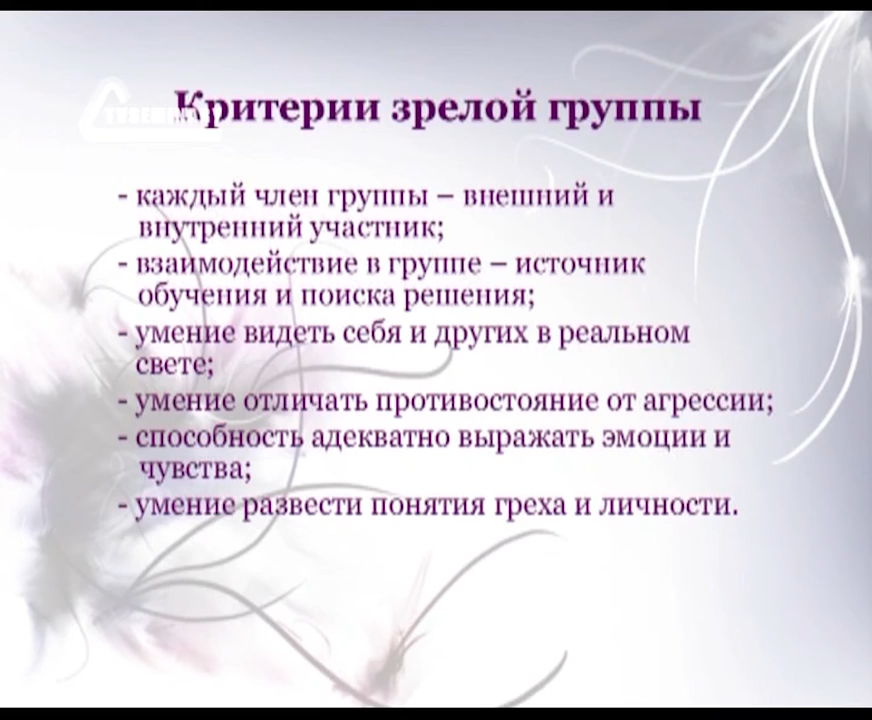 Критерии зрелой группы
- каждый член группы – внешний и
внутренний участник;
- взаимодействие в группе – источник
обучения и поиска решения;
- умение видеть себя и других в реальном
свете;
- умение отличать противостояние от агрессии;
- способность адекватно выражать эмоции и
чувства;
- умение развести понятия греха и личности.